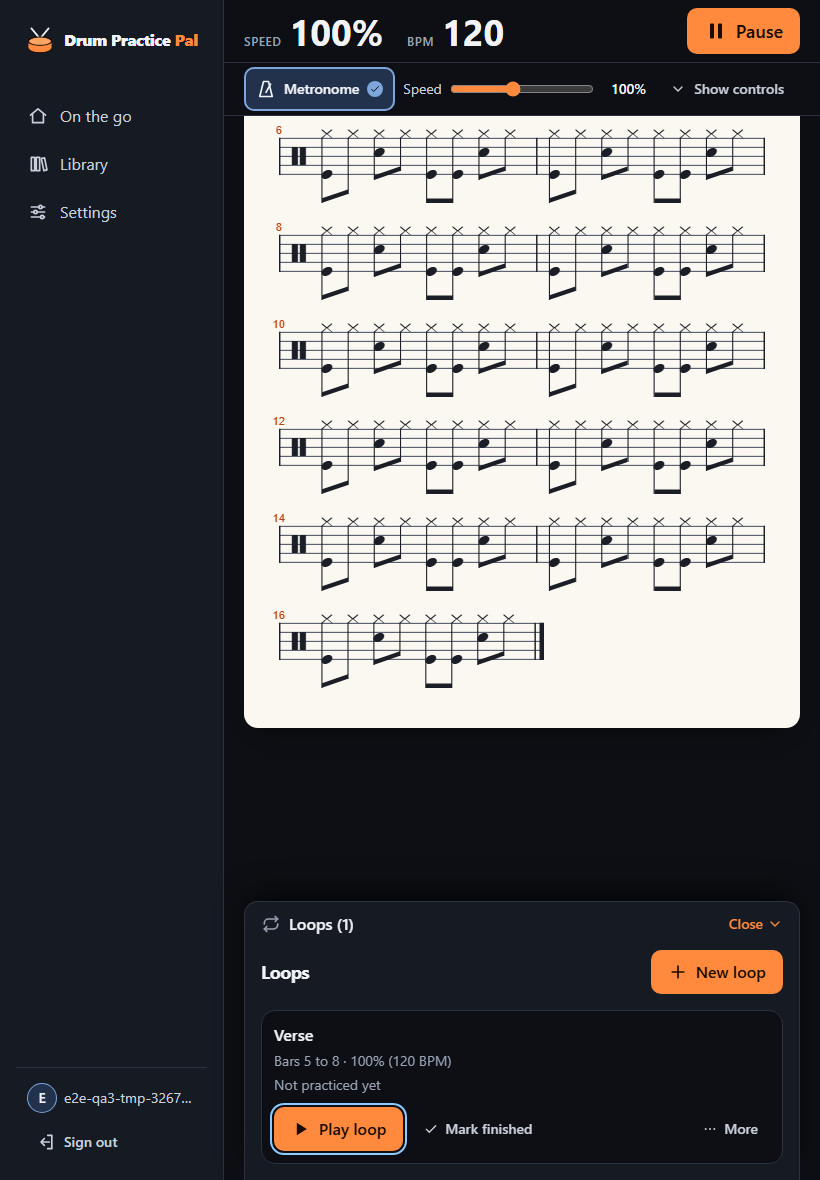 Drum Practice Pal
On the go
Library
Settings
e2e-qa3-tmp-3267...
Sign out
SPEED 100% BPM 120
Pause
Metronome
Speed
100%
Show controls
6
8
10
12
14
16
Loops (1)
Close
Loops
New loop
Verse
Bars 5 to 8 · 100% (120 BPM)
Not practiced yet
Play loop
Mark finished
More
E